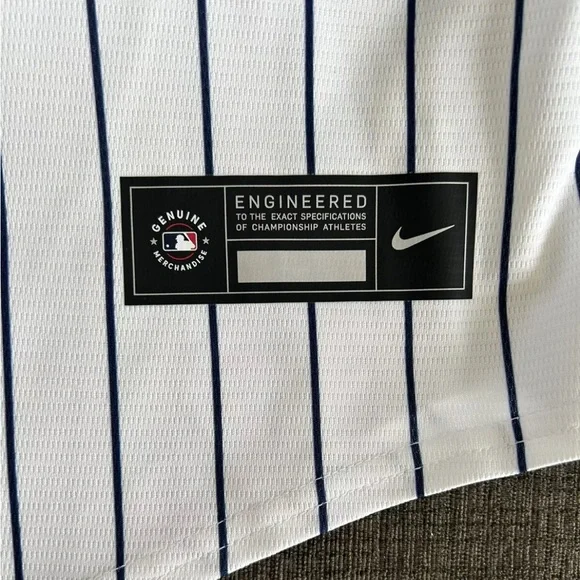 GENUINE
MERCHANDISE
ENGINEERED
TO THE EXACT SPECIFICATIONS
OF CHAMPIONSHIP ATHLETES